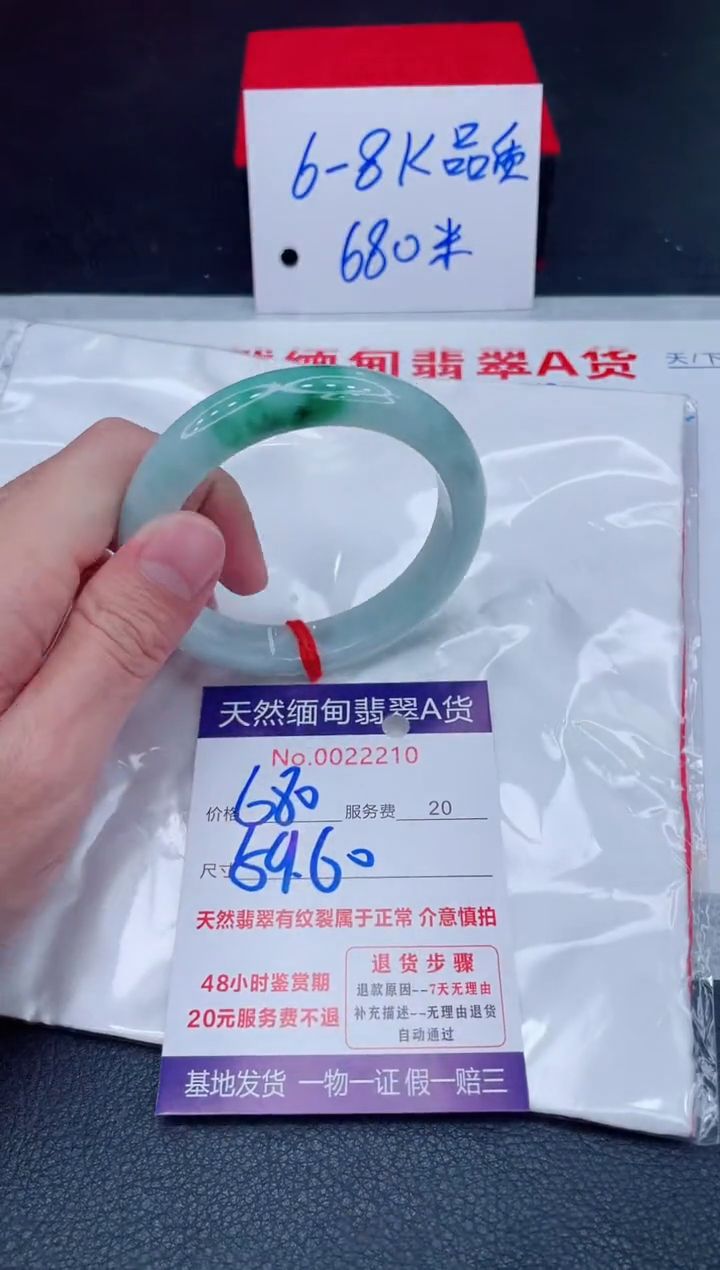 6-8K品质
680米
然缅甸翡翠A货
天然缅甸翡翠A货
No.0022210
价格 680 服务费 20
尺寸 59.60
天然翡翠有纹裂属于正常 介意慎拍
48小时鉴赏期
20元服务费不退
退货步骤
退款原因--7天无理由
补充描述--无理由退货
自动通过
基地发货 一物一证 假一赔三